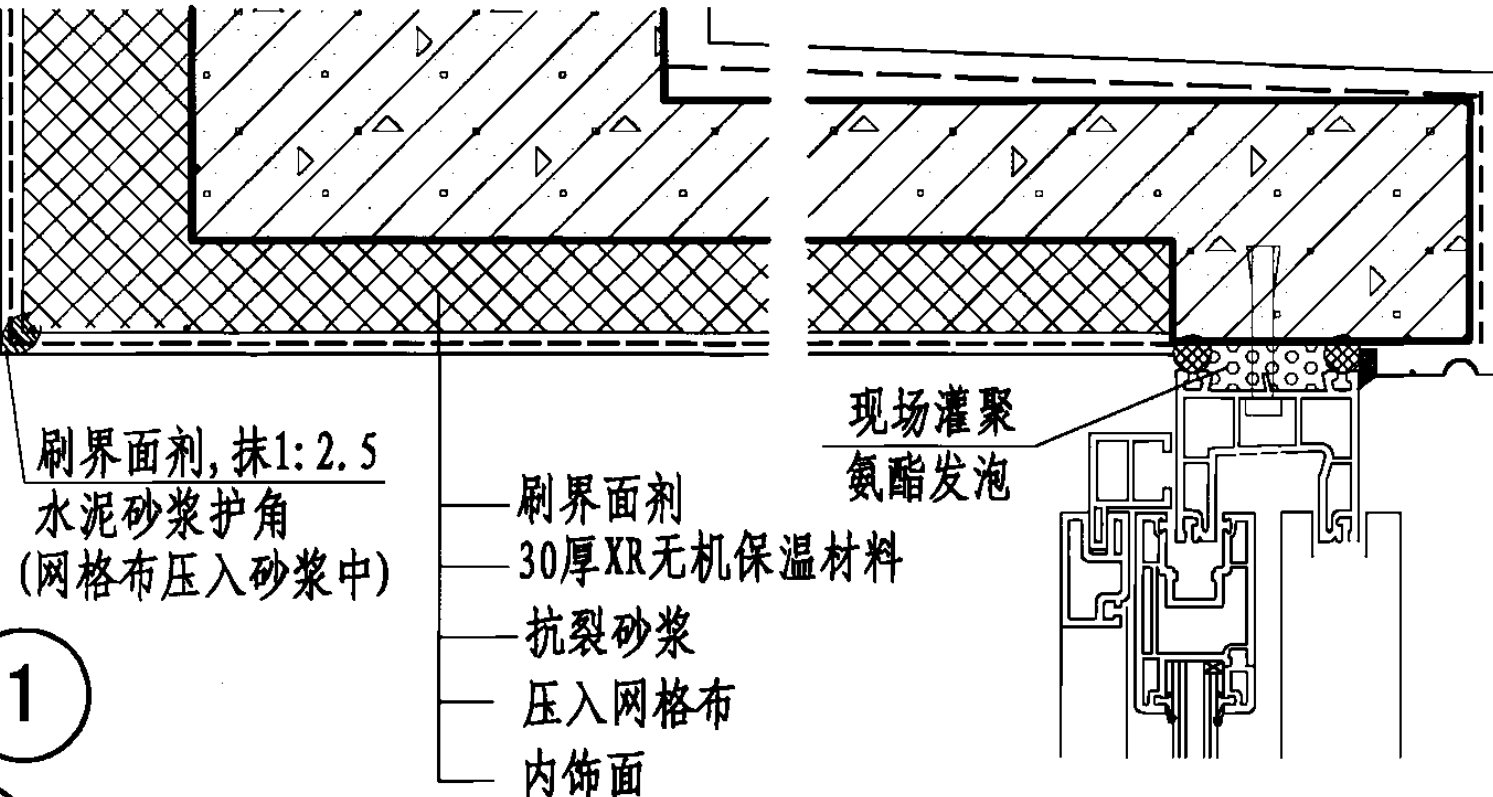 刷界面剂,抹1:2.5
水泥砂浆护角
(网格布压入砂浆中)
现场灌聚
氨酯发泡
刷界面剂
30厚XR无机保温材料
抗裂砂浆
压入网格布
内饰面
1